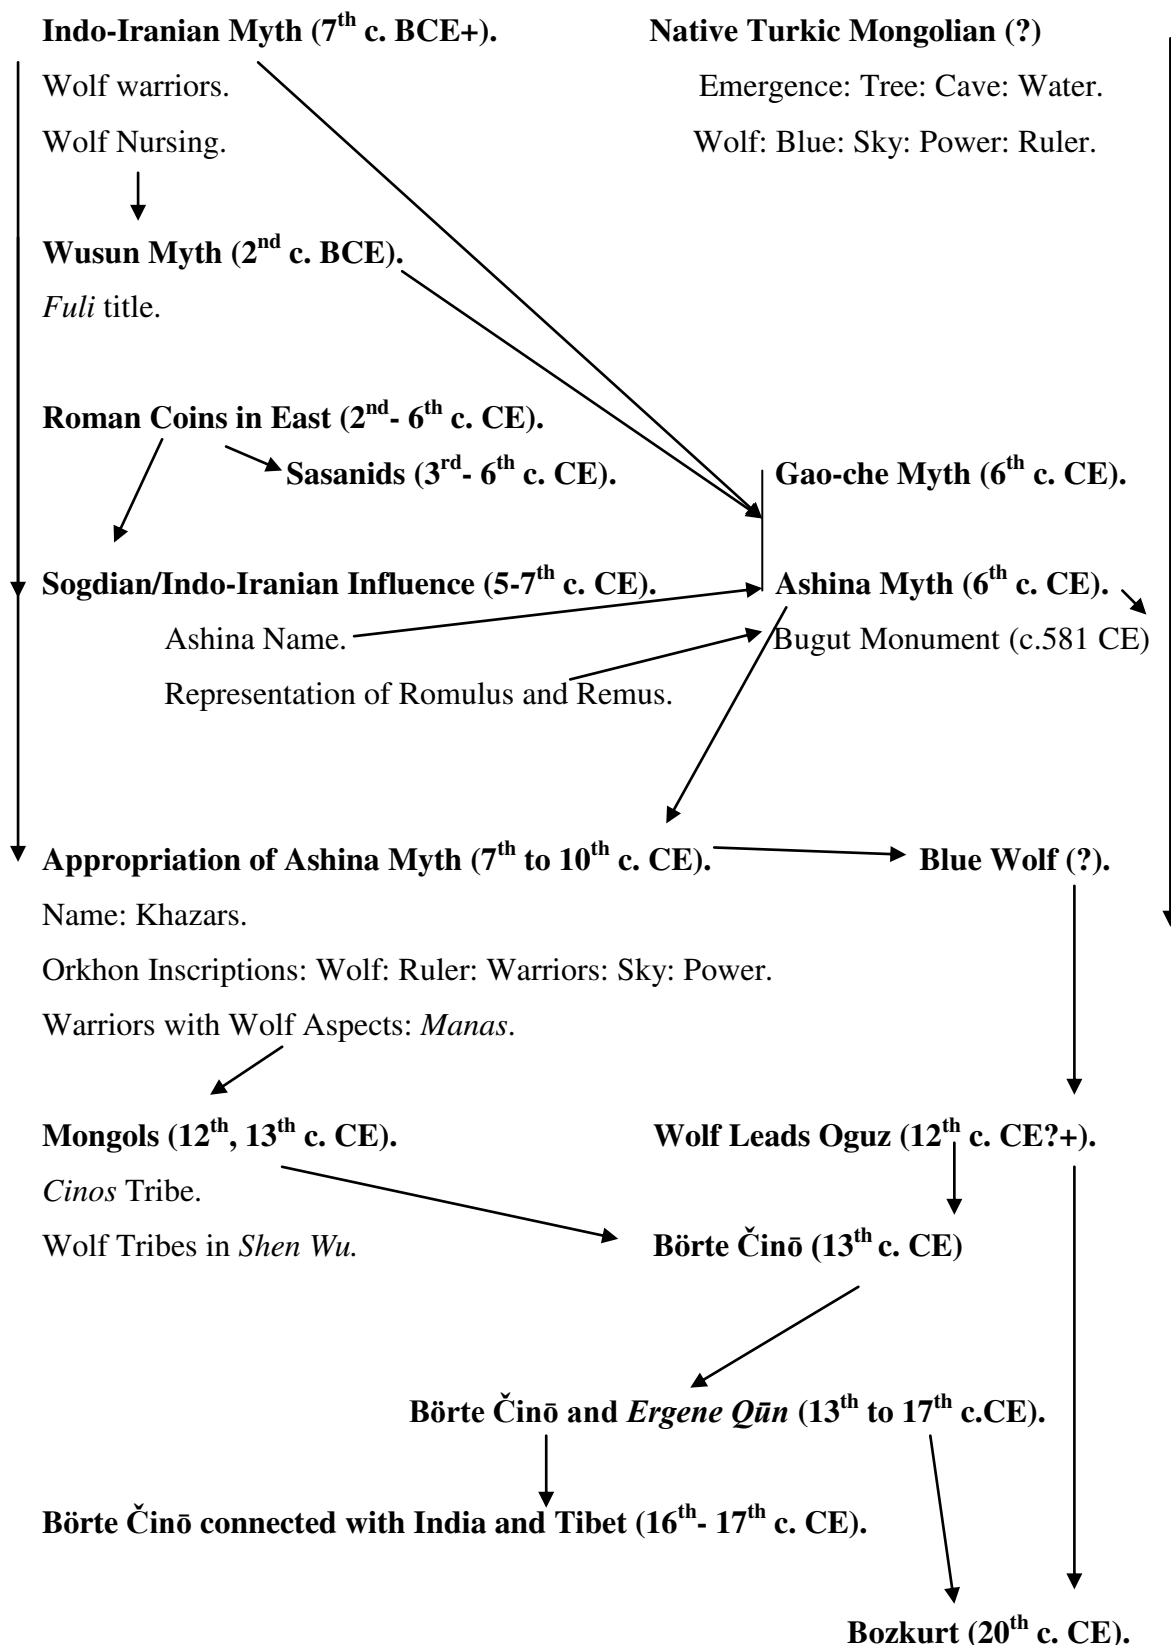 Indo-Iranian Myth (7th c. BCE+).
Native Turkic Mongolian (?)
Wolf warriors.
Emergence: Tree: Cave: Water.
Wolf Nursing.
Wolf: Blue: Sky: Power: Ruler.
Wusun Myth (2nd c. BCE).
Fuli title.
Roman Coins in East (2nd- 6th c. CE).
Sasanids (3rd- 6th c. CE).
Gao-che Myth (6th c. CE).
Sogdian/Indo-Iranian Influence (5-7th c. CE).
Ashina Myth (6th c. CE).
Ashina Name.
Bugut Monument (c.581 CE)
Representation of Romulus and Remus.
Appropriation of Ashina Myth (7th to 10th c. CE).
Blue Wolf (?).
Name: Khazars.
Orkhon Inscriptions: Wolf: Ruler: Warriors: Sky: Power.
Warriors with Wolf Aspects: Manas.
Mongols (12th, 13th c. CE).
Wolf Leads Oguz (12th c. CE?+).
Cinos Tribe.
Wolf Tribes in Shen Wu.
Börte Činō (13th c. CE)
Börte Činō and Ergene Qūn (13th to 17th c.CE).
Börte Činō connected with India and Tibet (16th- 17th c. CE).
Bozkurt (20th c. CE).